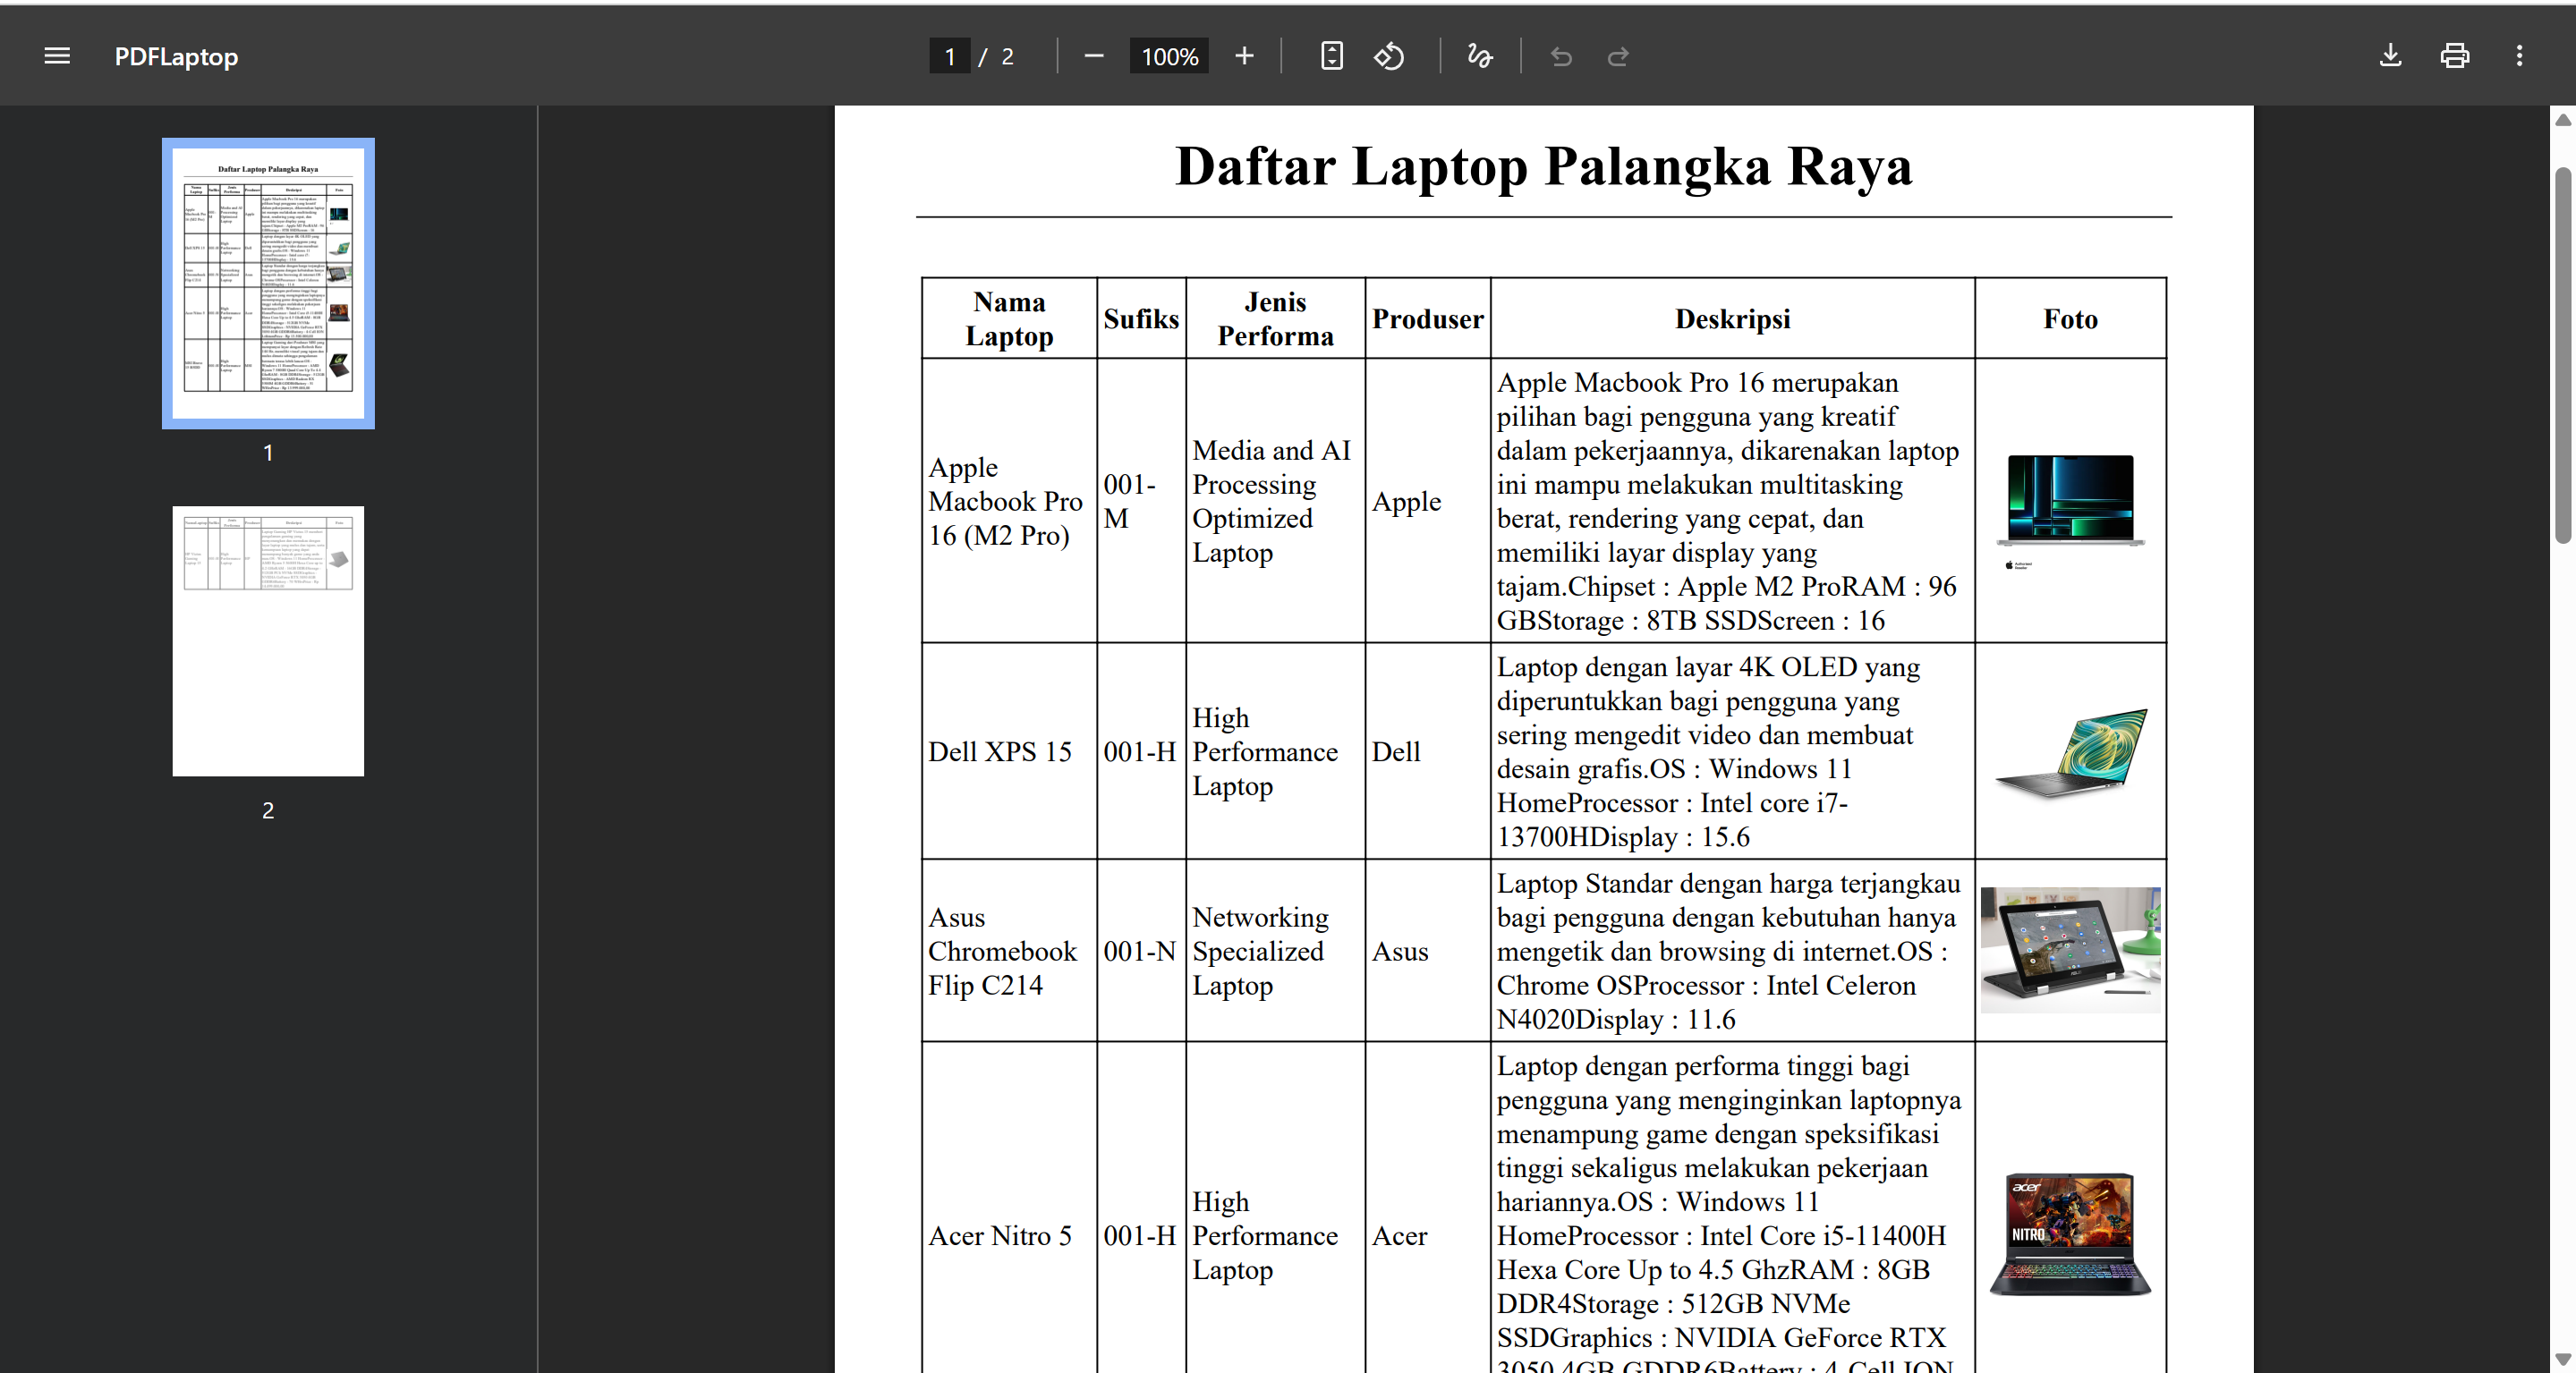 PDFLaptop
1 / 2
100%
1
2
Daftar Laptop Palangka Raya
Nama
Laptop
Sufiks
Jenis
Performa
Produser
Deskripsi
Foto
Apple
Macbook Pro
16 (M2 Pro)
001-
M
Media and AI
Processing
Optimized
Laptop
Apple
Apple Macbook Pro 16 merupakan
pilihan bagi pengguna yang kreatif
dalam pekerjaannya, dikarenakan laptop
ini mampu melakukan multitasking
berat, rendering yang cepat, dan
memiliki layar display yang
tajam.Chipset : Apple M2 ProRAM : 96
GBStorage : 8TB SSDScreen : 16
Dell XPS 15
001-H
High
Performance
Laptop
Dell
Laptop dengan layar 4K OLED yang
diperuntukkan bagi pengguna yang
sering mengedit video dan membuat
desain grafis.OS : Windows 11
HomeProcessor : Intel core i7-
13700HDisplay : 15.6
Asus
Chromebook
Flip C214
001-N
Networking
Specialized
Laptop
Asus
Laptop Standar dengan harga terjangkau
bagi pengguna dengan kebutuhan hanya
mengetik dan browsing di internet.OS :
Chrome OSProcessor : Intel Celeron
N4020Display : 11.6
Acer Nitro 5
001-H
High
Performance
Laptop
Acer
Laptop dengan performa tinggi bagi
pengguna yang menginginkan laptopnya
menampung game dengan speksifikasi
tinggi sekaligus melakukan pekerjaan
hariannya.OS : Windows 11
HomeProcessor : Intel Core i5-11400H
Hexa Core Up to 4.5 GhzRAM : 8GB
DDR4Storage : 512GB NVMe
SSDGraphics : NVIDIA GeForce RTX
3050 4GB GDDR6Battery : 4-Cell ION
acer
NITRO